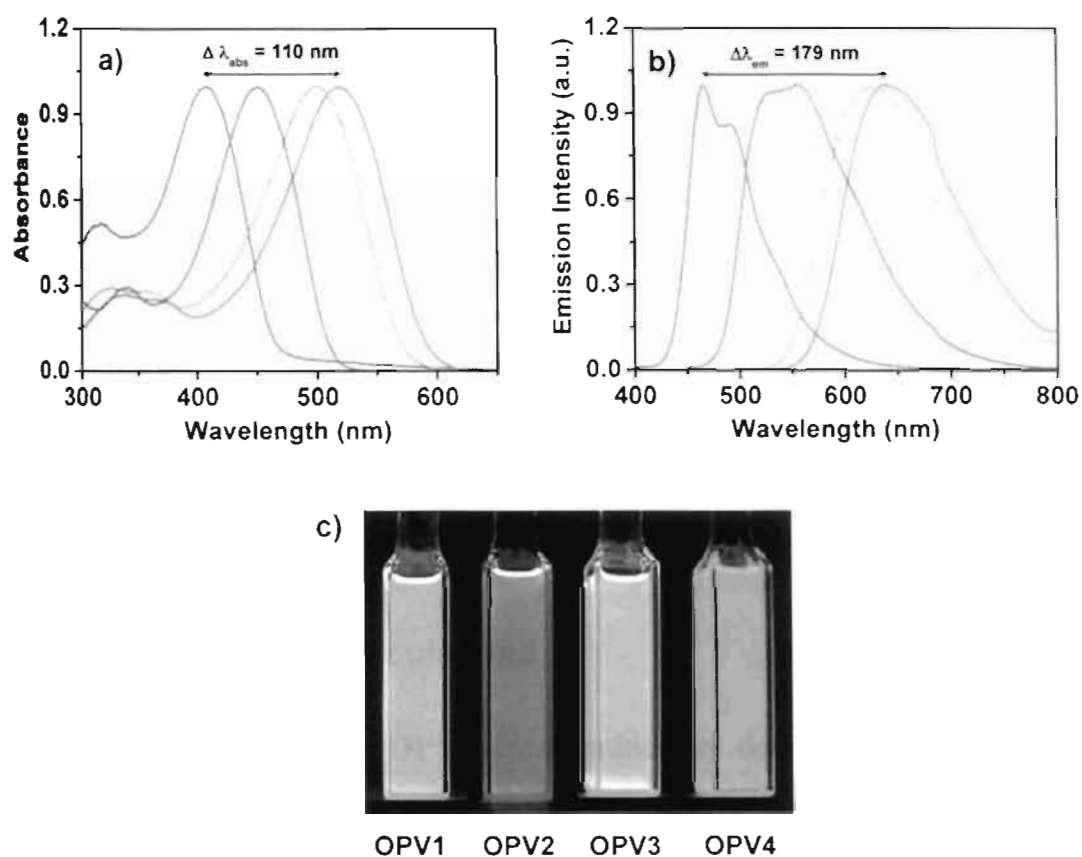 a)
Δ λabs = 110 nm
Absorbance
1.2
0.9
0.6
0.3
0.0
300 400 500 600
Wavelength (nm)
b)
Δλem = 179 nm
Emission Intensity (a.u.)
1.2
0.9
0.6
0.3
0.0
400 500 600 700 800
Wavelength (nm)
c)
OPV1 OPV2 OPV3 OPV4